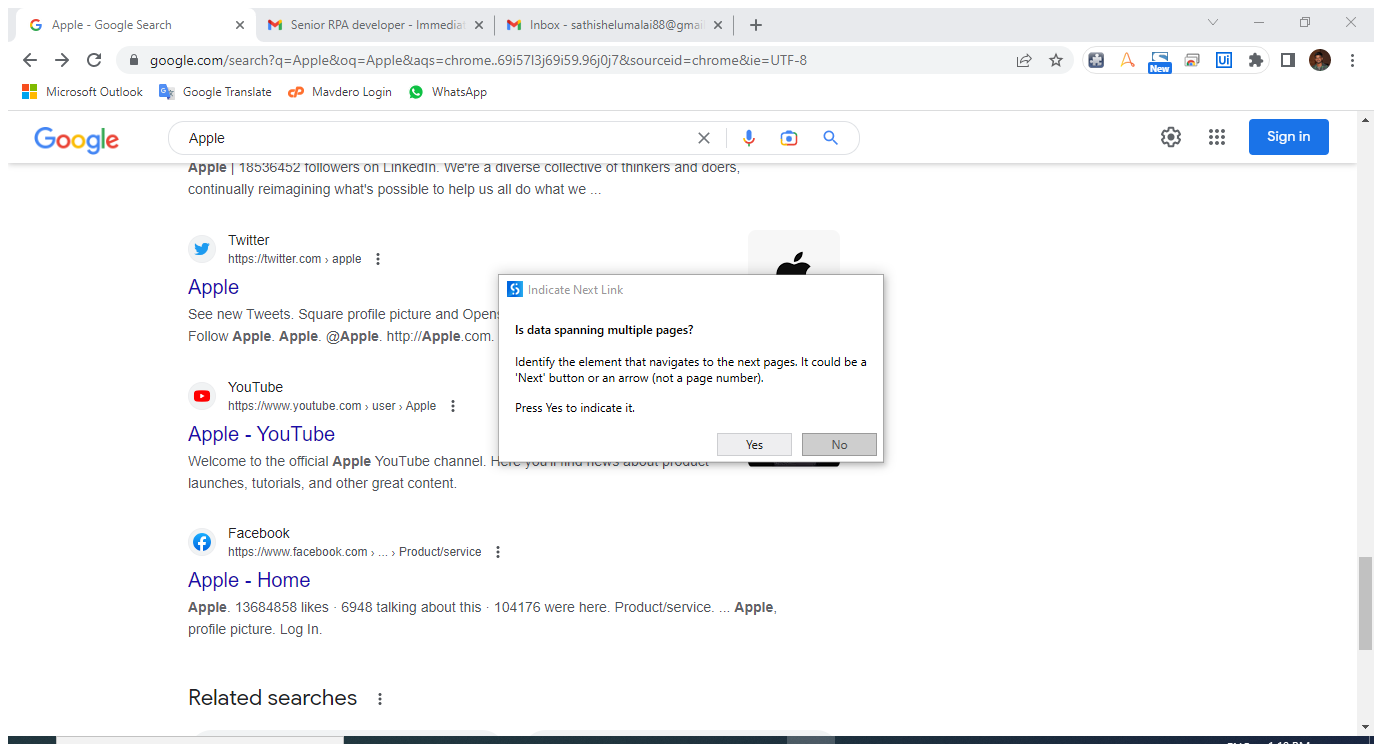 Apple - Google Search
Senior RPA developer - Immediat
Inbox - sathishelumalai88@gmail
google.com/search?q=Apple&oq=Apple&aqs=chrome..69i57l3j69i59.96j0j7&sourceid=chrome&ie=UTF-8
New
Ui
Microsoft Outlook
Google Translate
Mavdero Login
WhatsApp
Google
Apple
Sign in
Apple | 18536452 followers on LinkedIn. We're a diverse collective of thinkers and doers,
continually reimagining what's possible to help us all do what we ...
Twitter
https://twitter.com › apple
Apple
See new Tweets. Square profile picture and Opens
Follow Apple. Apple. @Apple. http://Apple.com.
Indicate Next Link
Is data spanning multiple pages?
Identify the element that navigates to the next pages. It could be a
'Next' button or an arrow (not a page number).
Press Yes to indicate it.
Yes
No
YouTube
https://www.youtube.com › user › Apple
Apple - YouTube
Welcome to the official Apple YouTube channel. Here you'll find news about product
launches, tutorials, and other great content.
Facebook
https://www.facebook.com › ... › Product/service
Apple - Home
Apple. 13684858 likes · 6948 talking about this · 104176 were here. Product/service. ... Apple,
profile picture. Log In.
Related searches